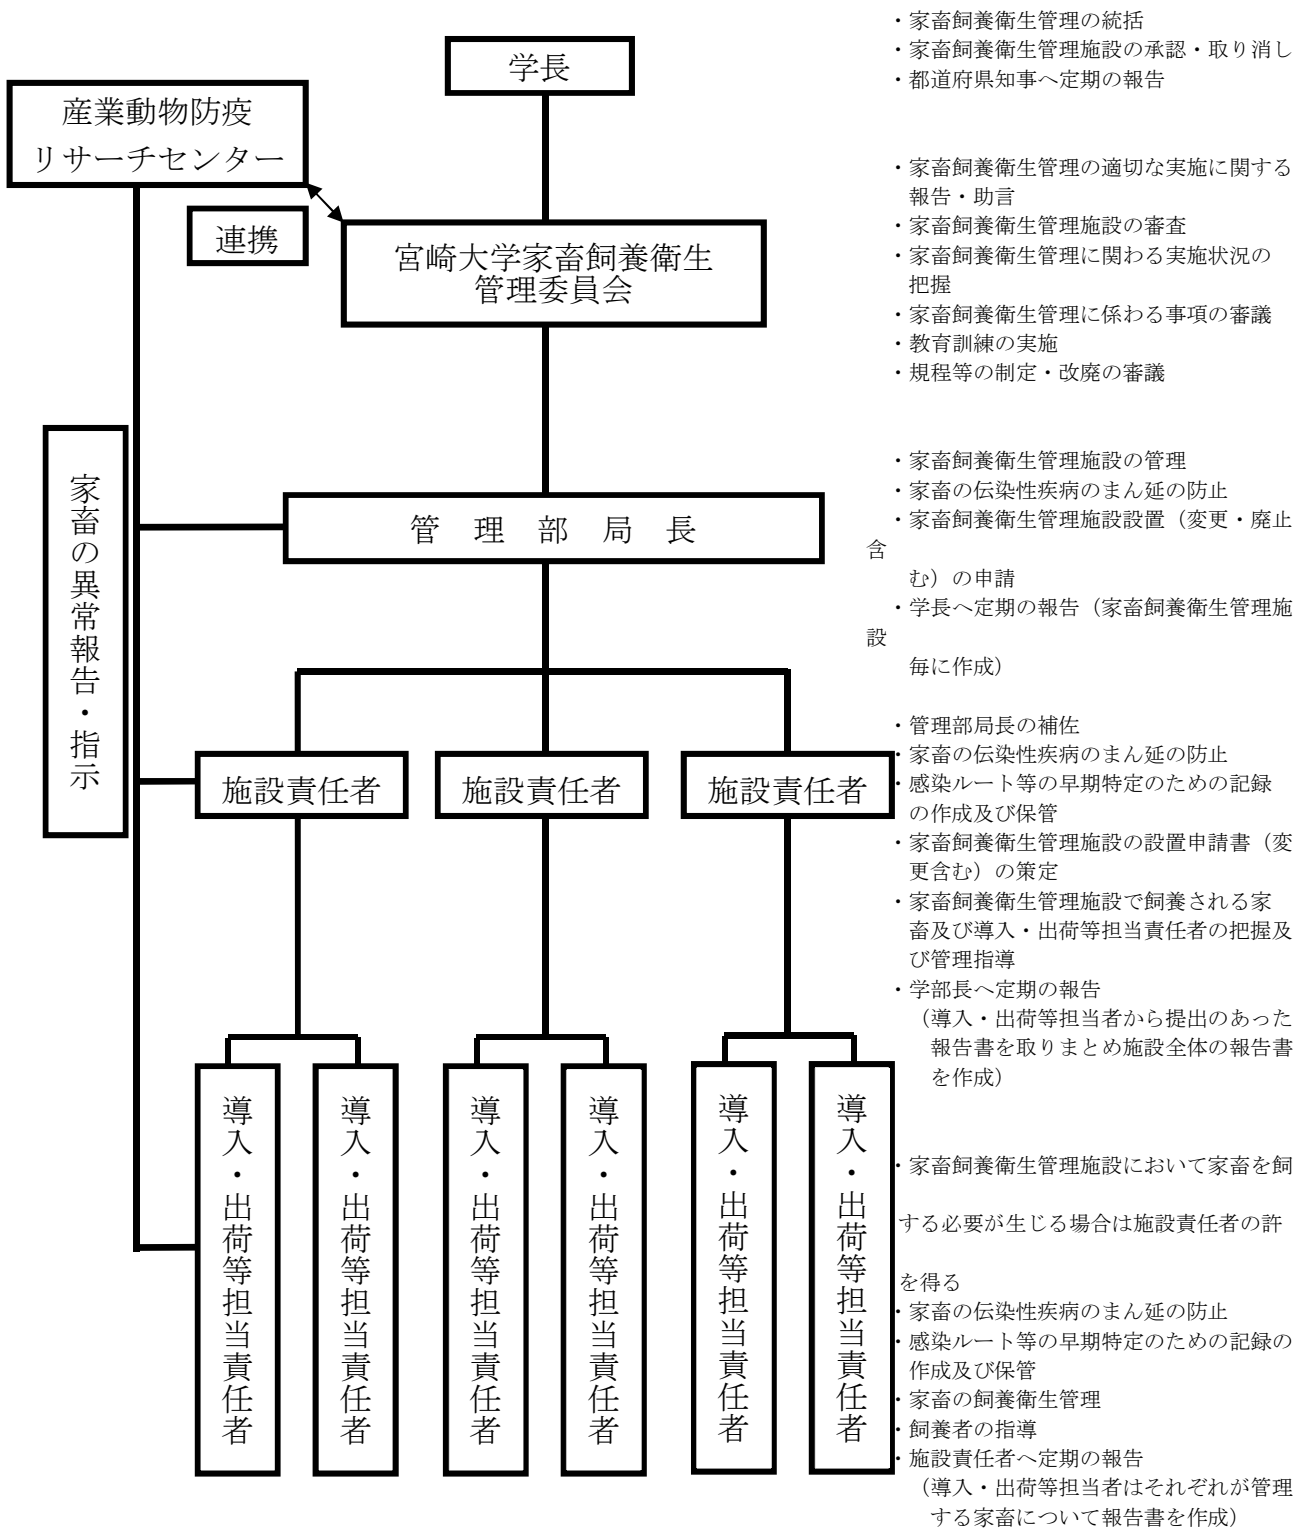 学長
産業動物防疫
リサーチセンター
連携
宮崎大学家畜飼養衛生
管理委員会
家畜の異常報告・指示
管理部局長
施設責任者
施設責任者
施設責任者
導入・出荷等担当責任者
導入・出荷等担当責任者
導入・出荷等担当責任者
導入・出荷等担当責任者
導入・出荷等担当責任者
導入・出荷等担当責任者
・家畜飼養衛生管理の統括
・家畜飼養衛生管理施設の承認・取り消し
・都道府県知事へ定期の報告
・家畜飼養衛生管理の適切な実施に関する
報告・助言
・家畜飼養衛生管理施設の審査
・家畜飼養衛生管理に関わる実施状況の
把握
・家畜飼養衛生管理に係わる事項の審議
・教育訓練の実施
・規程等の制定・改廃の審議
・家畜飼養衛生管理施設の管理
・家畜の伝染性疾病のまん延の防止
・家畜飼養衛生管理施設設置（変更・廃止
含
む）の申請
・学長へ定期の報告（家畜飼養衛生管理施
設
毎に作成）
・管理部局長の補佐
・家畜の伝染性疾病のまん延の防止
・感染ルート等の早期特定のための記録
の作成及び保管
・家畜飼養衛生管理施設の設置申請書（変
更含む）の策定
・家畜飼養衛生管理施設で飼養される家
畜及び導入・出荷等担当責任者の把握及
び管理指導
・学部長へ定期の報告
（導入・出荷等担当者から提出のあった
報告書を取りまとめ施設全体の報告書
を作成）
・家畜飼養衛生管理施設において家畜を飼
する必要が生じる場合は施設責任者の許
を得る
・家畜の伝染性疾病のまん延の防止
・感染ルート等の早期特定のための記録の
作成及び保管
・家畜の飼養衛生管理
・飼養者の指導
・施設責任者へ定期の報告
（導入・出荷等担当者はそれぞれが管理
する家畜について報告書を作成）